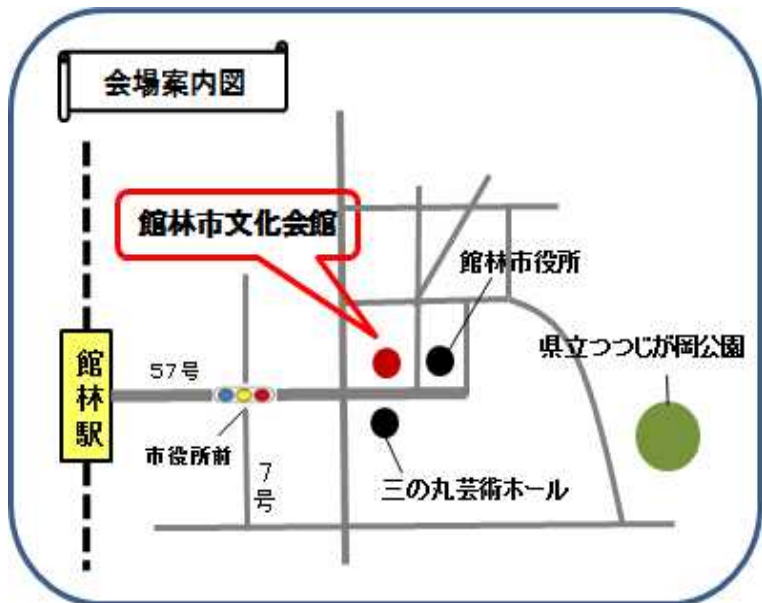 会場案内図
館林市文化会館
館林市役所
県立つつじが岡公園
館林駅
57号
市役所前
7号
三の丸芸術ホール